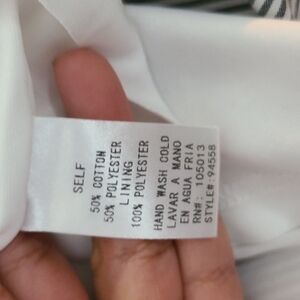 SELF
50% COTTON
50% POLYESTER
LINING
100% POLYESTER
HAND WASH COLD
LAVAR A MANO
EN AGUA FRIA
RN#: 105013
STYLE#: 94558